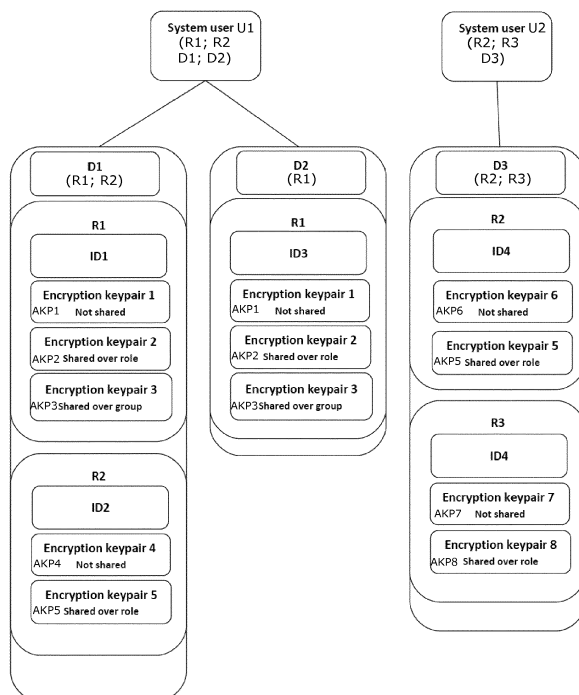 System user U1
(R1; R2
D1; D2)
System user U2
(R2; R3
D3)
D1
(R1; R2)
R1
ID1
Encryption keypair 1
AKP1 Not shared
Encryption keypair 2
AKP2 Shared over role
Encryption keypair 3
AKP3 Shared over group
R2
ID2
Encryption keypair 4
AKP4 Not shared
Encryption keypair 5
AKP5 Shared over role
D2
(R1)
R1
ID3
Encryption keypair 1
AKP1 Not shared
Encryption keypair 2
AKP2 Shared over role
Encryption keypair 3
AKP3 Shared over group
D3
(R2; R3)
R2
ID4
Encryption keypair 6
AKP6 Not shared
Encryption keypair 5
AKP5 Shared over role
R3
ID4
Encryption keypair 7
AKP7 Not shared
Encryption keypair 8
AKP8 Shared over role